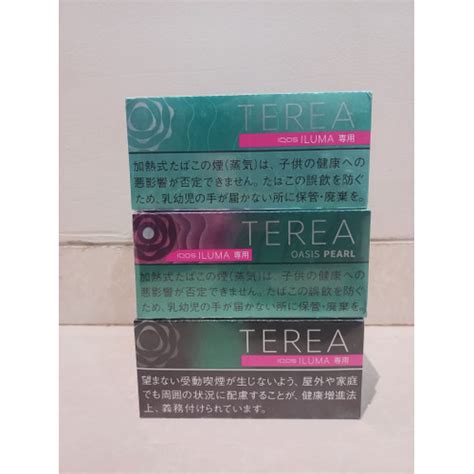 TEREA
IQOS ILUMA 専用
加熱式たばこの煙(蒸気)は、子供の健康への
悪影響が否定できません。たばこの誤飲を防ぐ
ため、乳幼児の手が届かない所に保管・廃棄を。
TEREA
IQOS ILUMA 専用 OASIS PEARL
加熱式たばこの煙(蒸気)は、子供の健康への
悪影響が否定できません。たばこの誤飲を防ぐ
ため、乳幼児の手が届かない所に保管・廃棄を。
TEREA
IQOS ILUMA 専用
望まない受動喫煙が生じないよう、屋外や家庭
でも周囲の状況に配慮することが、健康増進法
上、義務付けられています。